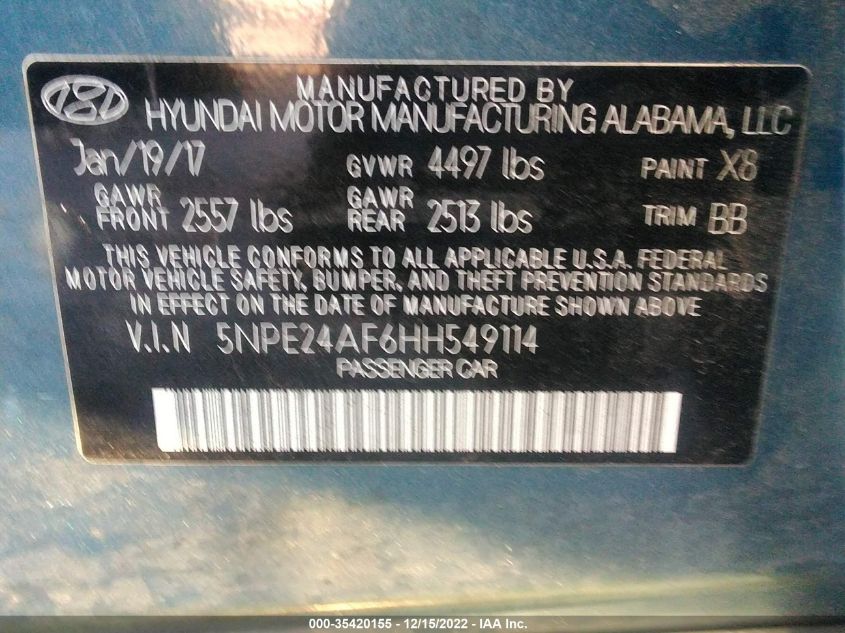 MANUFACTURED BY
HYUNDAI MOTOR MANUFACTURING ALABAMA, LLC
Jan/19/17 GVWR 4497 lbs PAINT X8
GAWR FRONT 2557 lbs GAWR REAR 2513 lbs TRIM BB
THIS VEHICLE CONFORMS TO ALL APPLICABLE U.S.A. FEDERAL
MOTOR VEHICLE SAFETY, BUMPER, AND THEFT PREVENTION STANDARDS
IN EFFECT ON THE DATE OF MANUFACTURE SHOWN ABOVE
V.I.N 5NPE24AF6HH549114
PASSENGER CAR
000-35420155 - 12/15/2022 - IAA Inc.